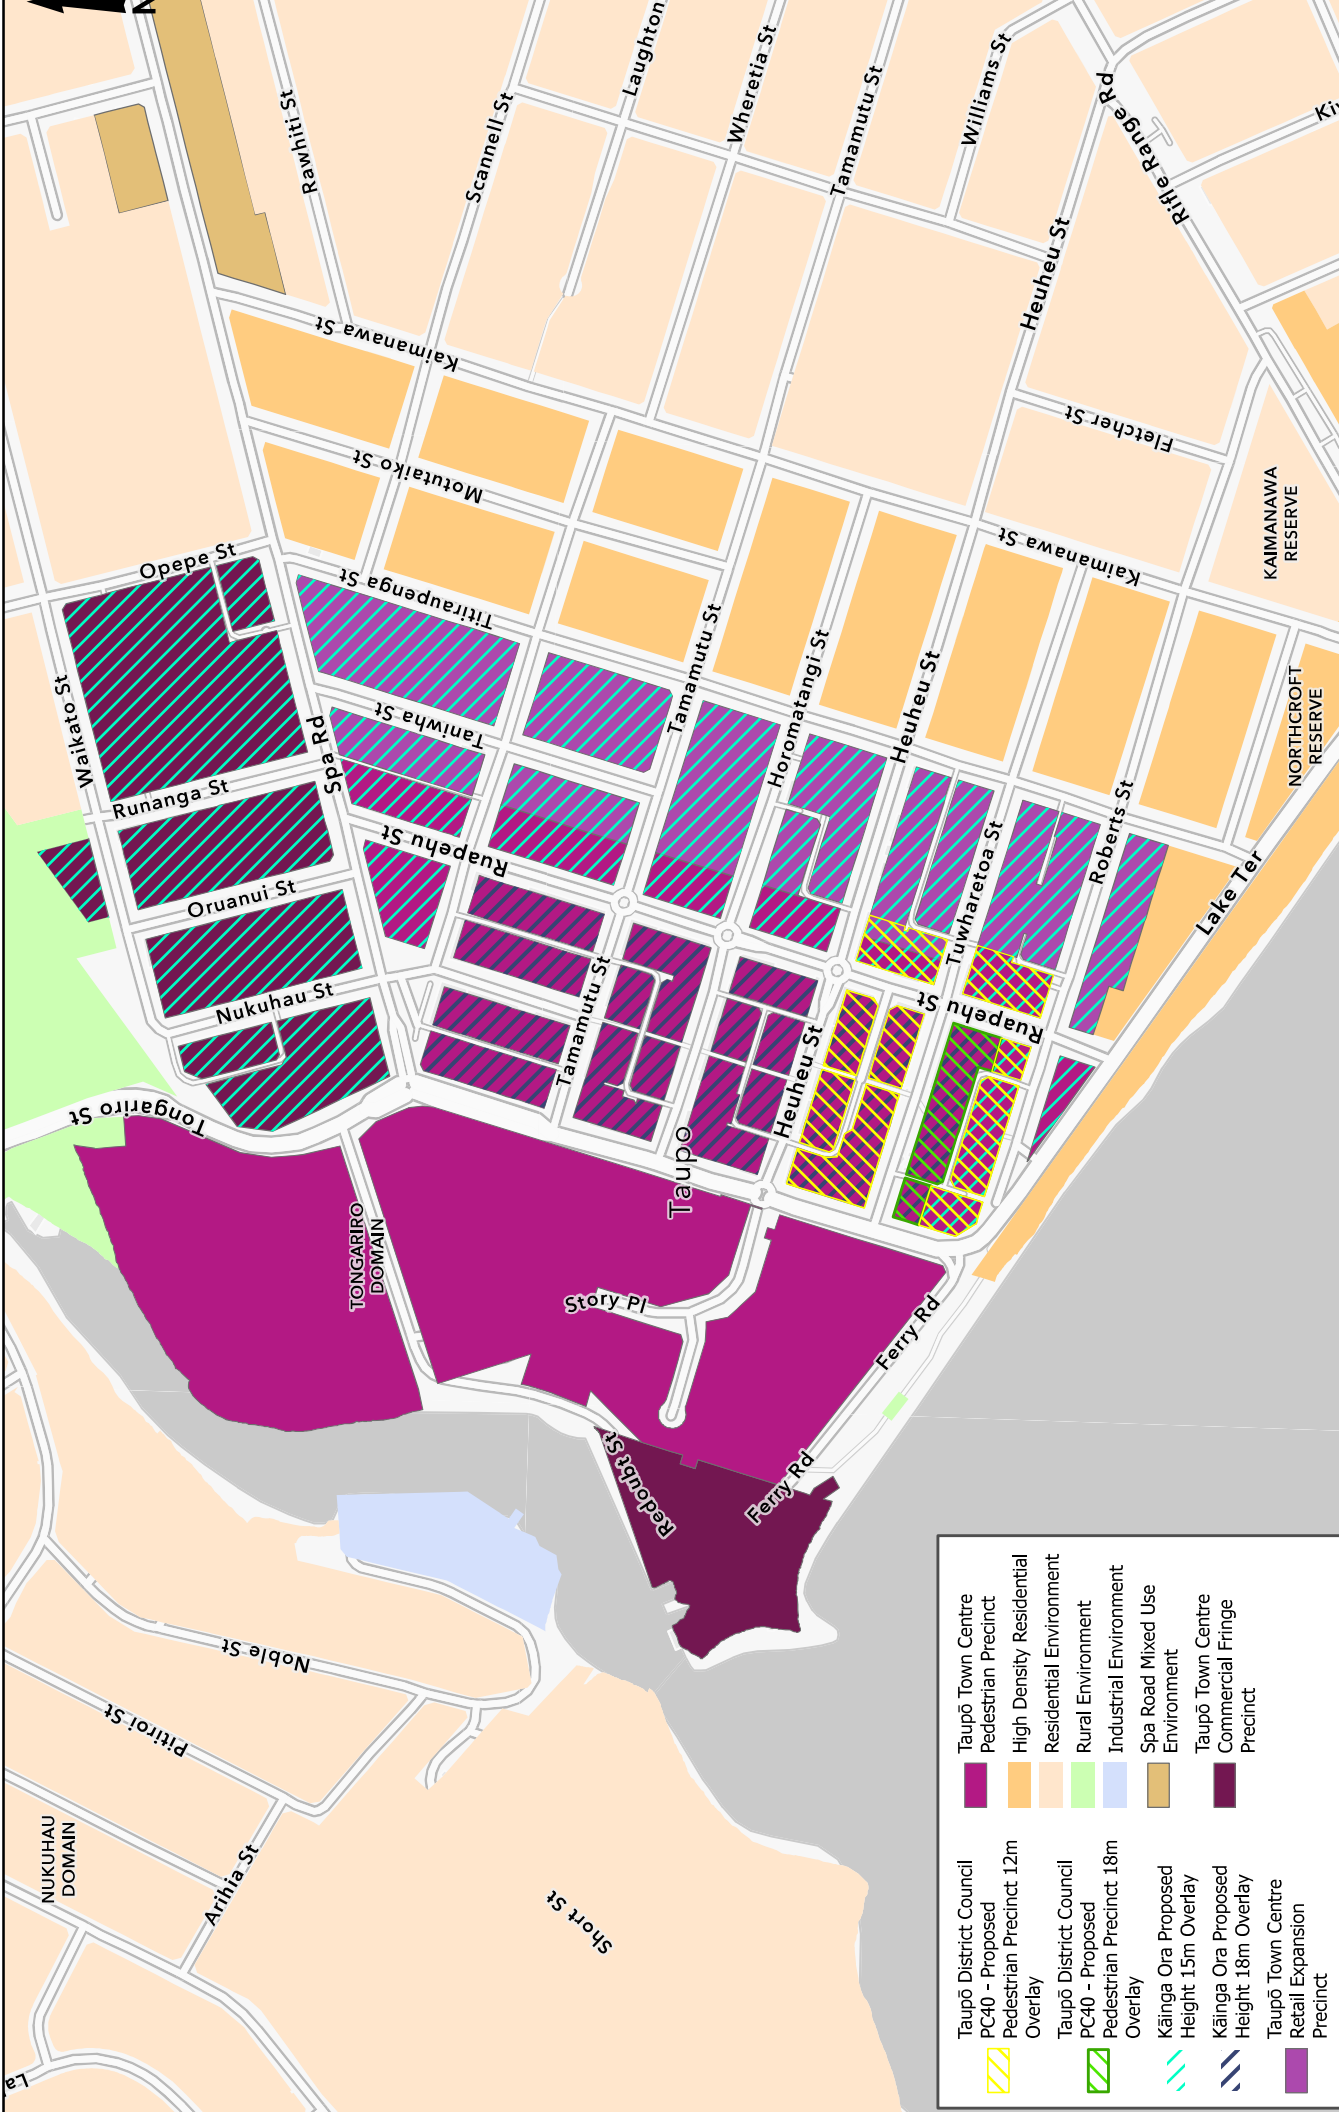 N
Rawhiti St
Scannell St
Laughton
Wheretia St
Tamamutu St
Williams St
Rifle Range Rd
Heuheu St
Kaimanawa St
Fletcher St
Motutaiko St
Kaimanawa St
KAIMANAWA
RESERVE
Opepe St
Titiraupenga St
Tamamutu St
Horomatangi St
Heuheu St
NORTHCROFT
RESERVE
Waikato St
Taniwha St
Spa Rd
Runanga St
Ruapehu St
Roberts St
Tuwharetoa St
Lake Ter
Oruanui St
Nukuhau St
Tamamutu St
Ruapehu St
Heuheu St
Tongariro St
Taupo
TONGARIRO
DOMAIN
Story Pl
Ferry Rd
Redoubt St
Ferry Rd
Noble St
Pitiroi St
NUKUHAU
DOMAIN
Arihia St
Short St
Taupō District Council
PC40 - Proposed
Pedestrian Precinct 12m
Overlay
Taupō District Council
PC40 - Proposed
Pedestrian Precinct 18m
Overlay
Kāinga Ora Proposed
Height 15m Overlay
Kāinga Ora Proposed
Height 18m Overlay
Taupō Town Centre
Retail Expansion
Precinct
Taupō Town Centre
Pedestrian Precinct
High Density Residential
Residential Environment
Rural Environment
Industrial Environment
Spa Road Mixed Use
Environment
Taupō Town Centre
Commercial Fringe
Precinct